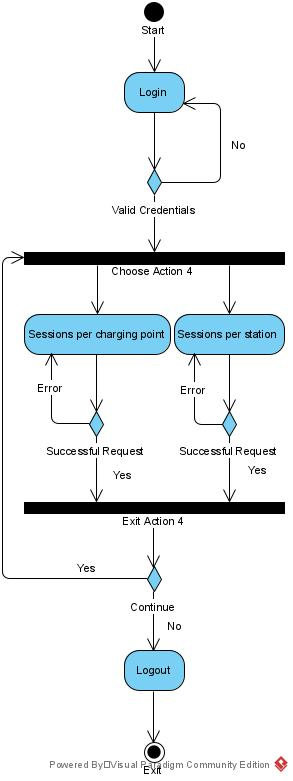 Start
Login
No
Valid Credentials
Choose Action 4
Sessions per charging point
Sessions per station
Error
Error
Successful Request
Successful Request
Yes
Yes
Exit Action 4
Yes
Continue
No
Logout
Exit
Powered By Visual Paradigm Community Edition